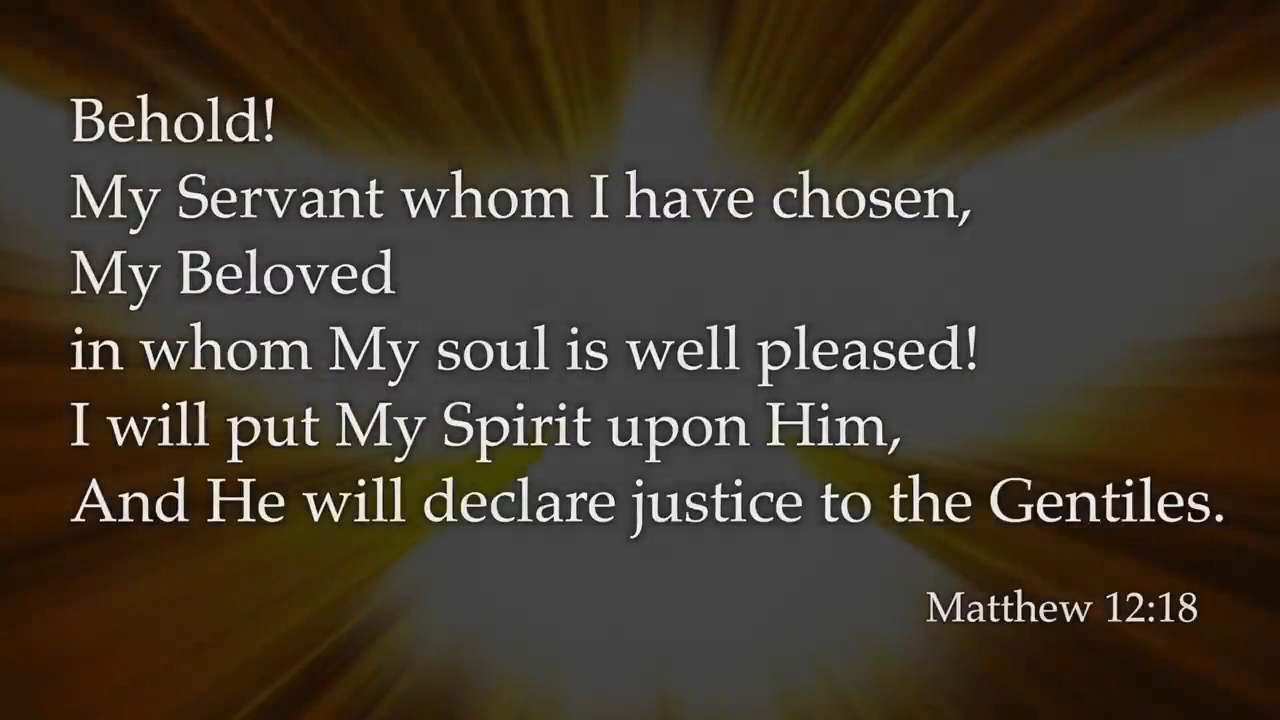 Behold!
My Servant whom I have chosen,
My Beloved
in whom My soul is well pleased!
I will put My Spirit upon Him,
And He will declare justice to the Gentiles.
Matthew 12:18